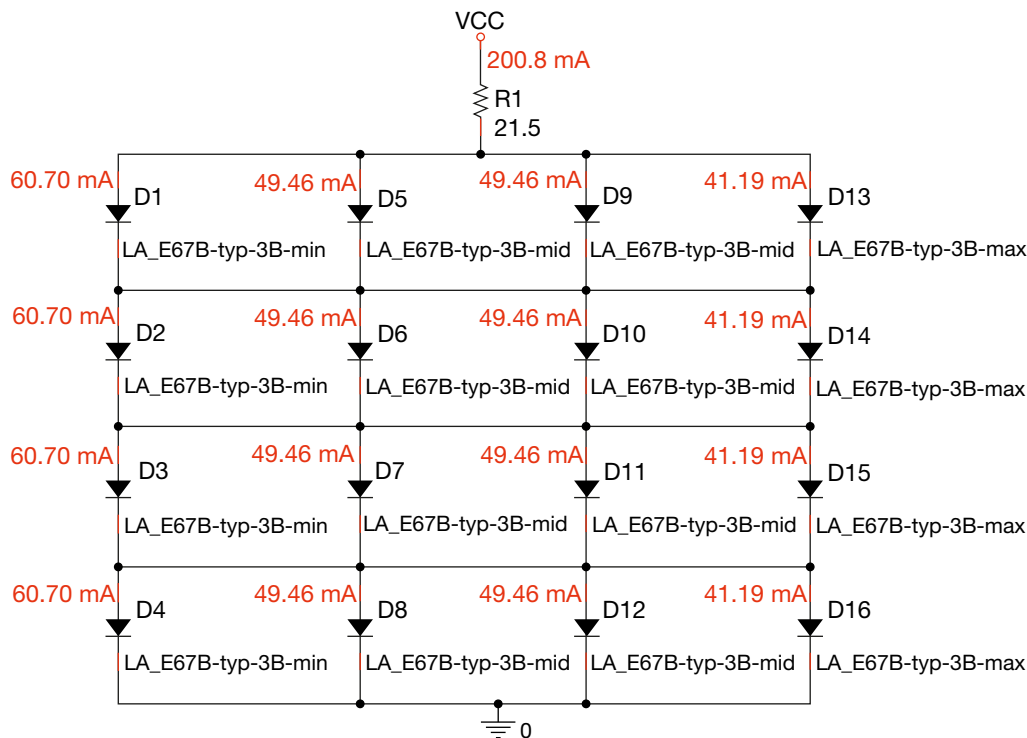 VCC
200.8 mA
R1
21.5
60.70 mA
D1
LA_E67B-typ-3B-min
49.46 mA
D5
LA_E67B-typ-3B-mid
49.46 mA
D9
LA_E67B-typ-3B-mid
41.19 mA
D13
LA_E67B-typ-3B-max
60.70 mA
D2
LA_E67B-typ-3B-min
49.46 mA
D6
LA_E67B-typ-3B-mid
49.46 mA
D10
LA_E67B-typ-3B-mid
41.19 mA
D14
LA_E67B-typ-3B-max
60.70 mA
D3
LA_E67B-typ-3B-min
49.46 mA
D7
LA_E67B-typ-3B-mid
49.46 mA
D11
LA_E67B-typ-3B-mid
41.19 mA
D15
LA_E67B-typ-3B-max
60.70 mA
D4
LA_E67B-typ-3B-min
49.46 mA
D8
LA_E67B-typ-3B-mid
49.46 mA
D12
LA_E67B-typ-3B-mid
41.19 mA
D16
LA_E67B-typ-3B-max
0